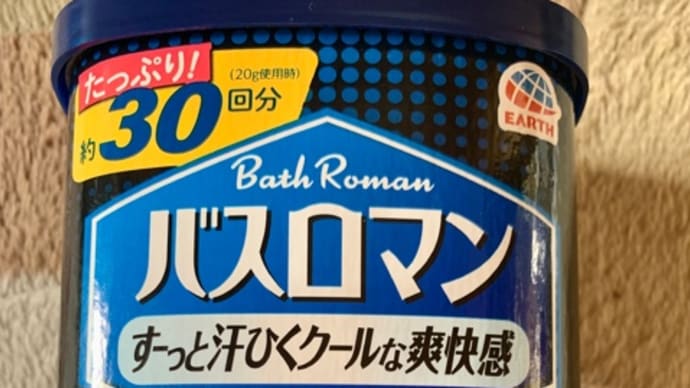 たっぷり!
(20g使用時)
約30回分
EARTH
Bath Roman
バスロマン
すーっと汗ひくクールな爽快感